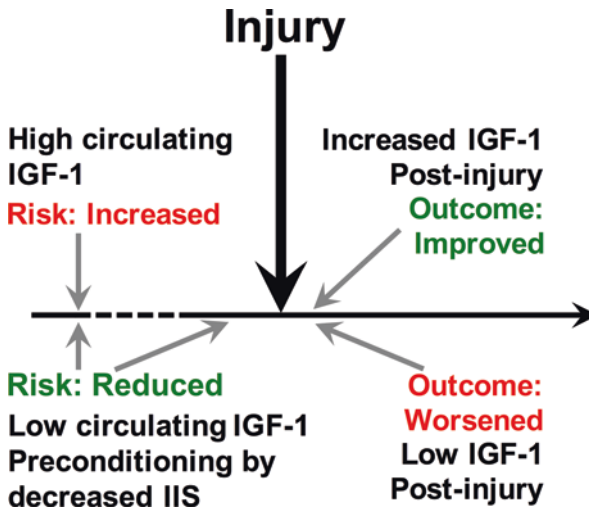 Injury
High circulating
IGF-1
Risk: Increased
Increased IGF-1
Post-injury
Outcome:
Improved
Risk: Reduced
Low circulating IGF-1
Preconditioning by
decreased IIS
Outcome:
Worsened
Low IGF-1
Post-injury